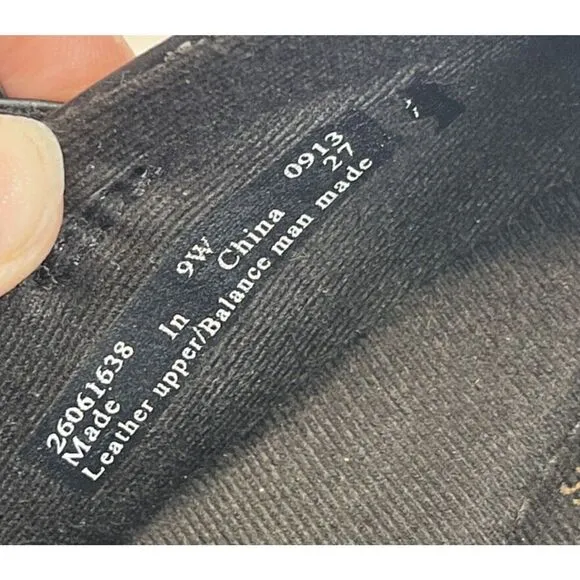 26061638 9W 0913
Made In China 27
Leather upper/Balance man made